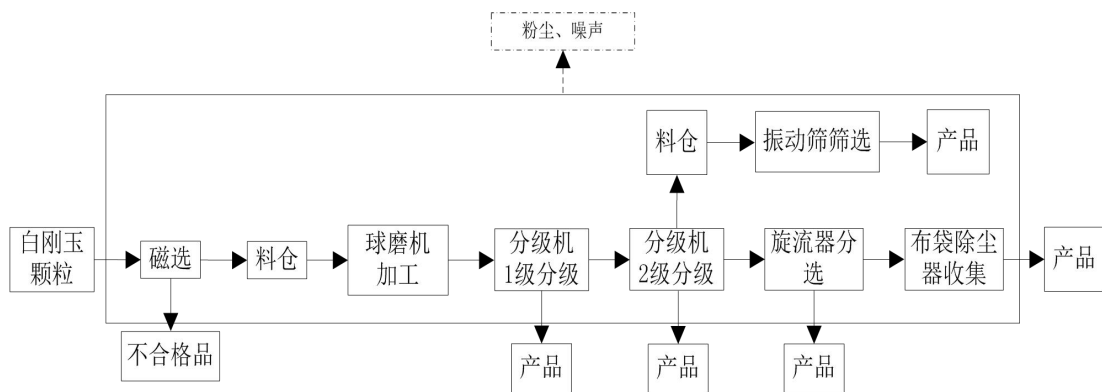 粉尘、噪声
料仓
振动筛筛选
产品
白刚玉
颗粒
磁选
料仓
球磨机
加工
分级机
1级分级
分级机
2级分级
旋流器分
选
布袋除尘
器收集
产品
不合格品
产品
产品
产品